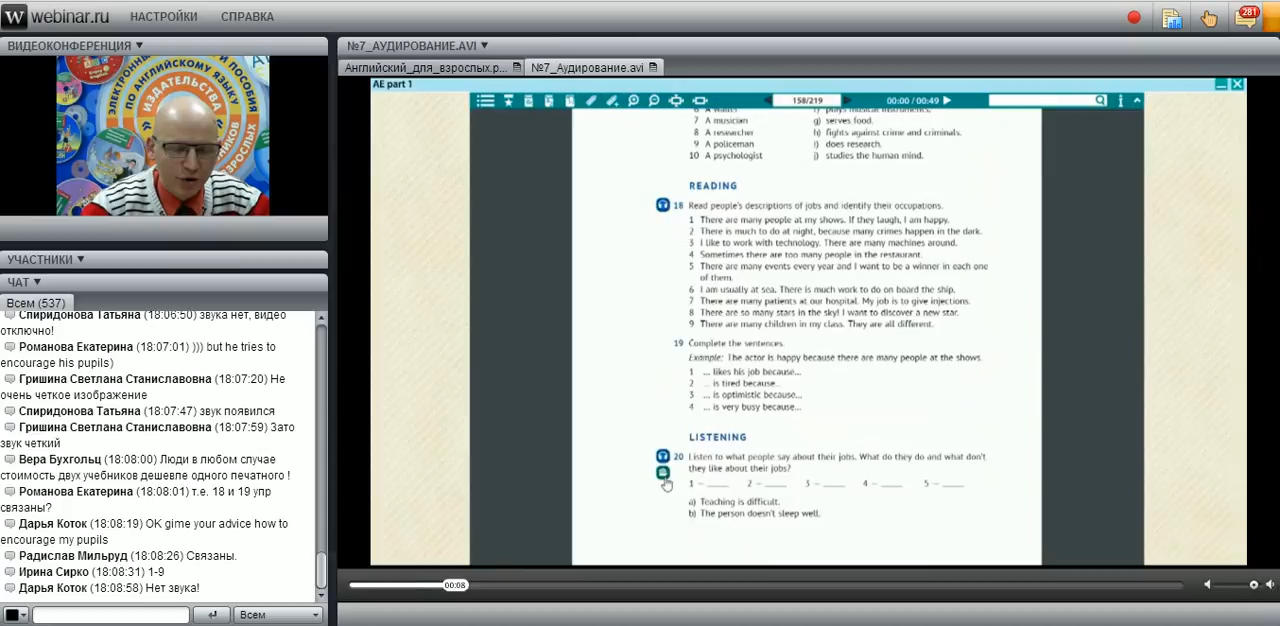 webinar.ru НАСТРОЙКИ СПРАВКА
281
ВИДЕОКОНФЕРЕНЦИЯ
ЭЛЕКТРОННЫЕ ПОСОБИЯ
ПО АНГЛИЙСКОМУ ЯЗЫКУ
ИЗДАТЕЛЬСТВА
УЧАСТНИКИ
ЧАТ
Всем (537)
Спиридонова Татьяна (18:06:50) звука нет, видео
отключно!
Романова Екатерина (18:07:01) ))) but he tries to
encourage his pupils)
Гришина Светлана Станиславовна (18:07:20) Не
очень четкое изображение
Спиридонова Татьяна (18:07:47) звук появился
Гришина Светлана Станиславовна (18:07:59) Зато
звук четкий
Вера Бухгольц (18:08:00) Люди в любом случае
стоимость двух учебников дешевле одного печатного !
Романова Екатерина (18:08:01) т.е. 18 и 19 упр
связаны?
Дарья Коток (18:08:19) OK gime your advice how to
encourage my pupils
Радислав Мильруд (18:08:26) Связаны.
Ирина Сирко (18:08:31) 1-9
Дарья Коток (18:08:58) Нет звука!
Всем
№7_АУДИРОВАНИЕ.AVI
Английский_для_взрослых.p... №7_Аудирование.avi
AE part 1
158/219 00:00 / 00:49
7 A musician g) serves food.
8 A researcher h) fights against crime and criminals.
9 A policeman i) does research.
10 A psychologist j) studies the human mind.
READING
18 Read people's descriptions of jobs and identify their occupations.
1 There are many people at my shows. If they laugh, I am happy.
2 There is much to do at night, because many crimes happen in the dark.
3 I like to work with technology. There are many machines around.
4 Sometimes there are too many people in the restaurant.
5 There are many events every year and I want to be a winner in each one
of them.
6 I am usually at sea. There is much work to do on board the ship.
7 There are many patients at our hospital. My job is to give injections.
8 There are so many stars in the sky! I want to discover a new star.
9 There are many children in my class. They are all different.
19 Complete the sentences.
Example: The actor is happy because there are many people at the shows.
1 ... likes his job because...
2 ... is tired because...
3 ... is optimistic because...
4 ... is very busy because...
LISTENING
20 Listen to what people say about their jobs. What do they do and what don't
they like about their jobs?
1 – ____ 2 – ____ 3 – ____ 4 – ____ 5 – ____
a) Teaching is difficult.
b) The person doesn't sleep well.
00:08